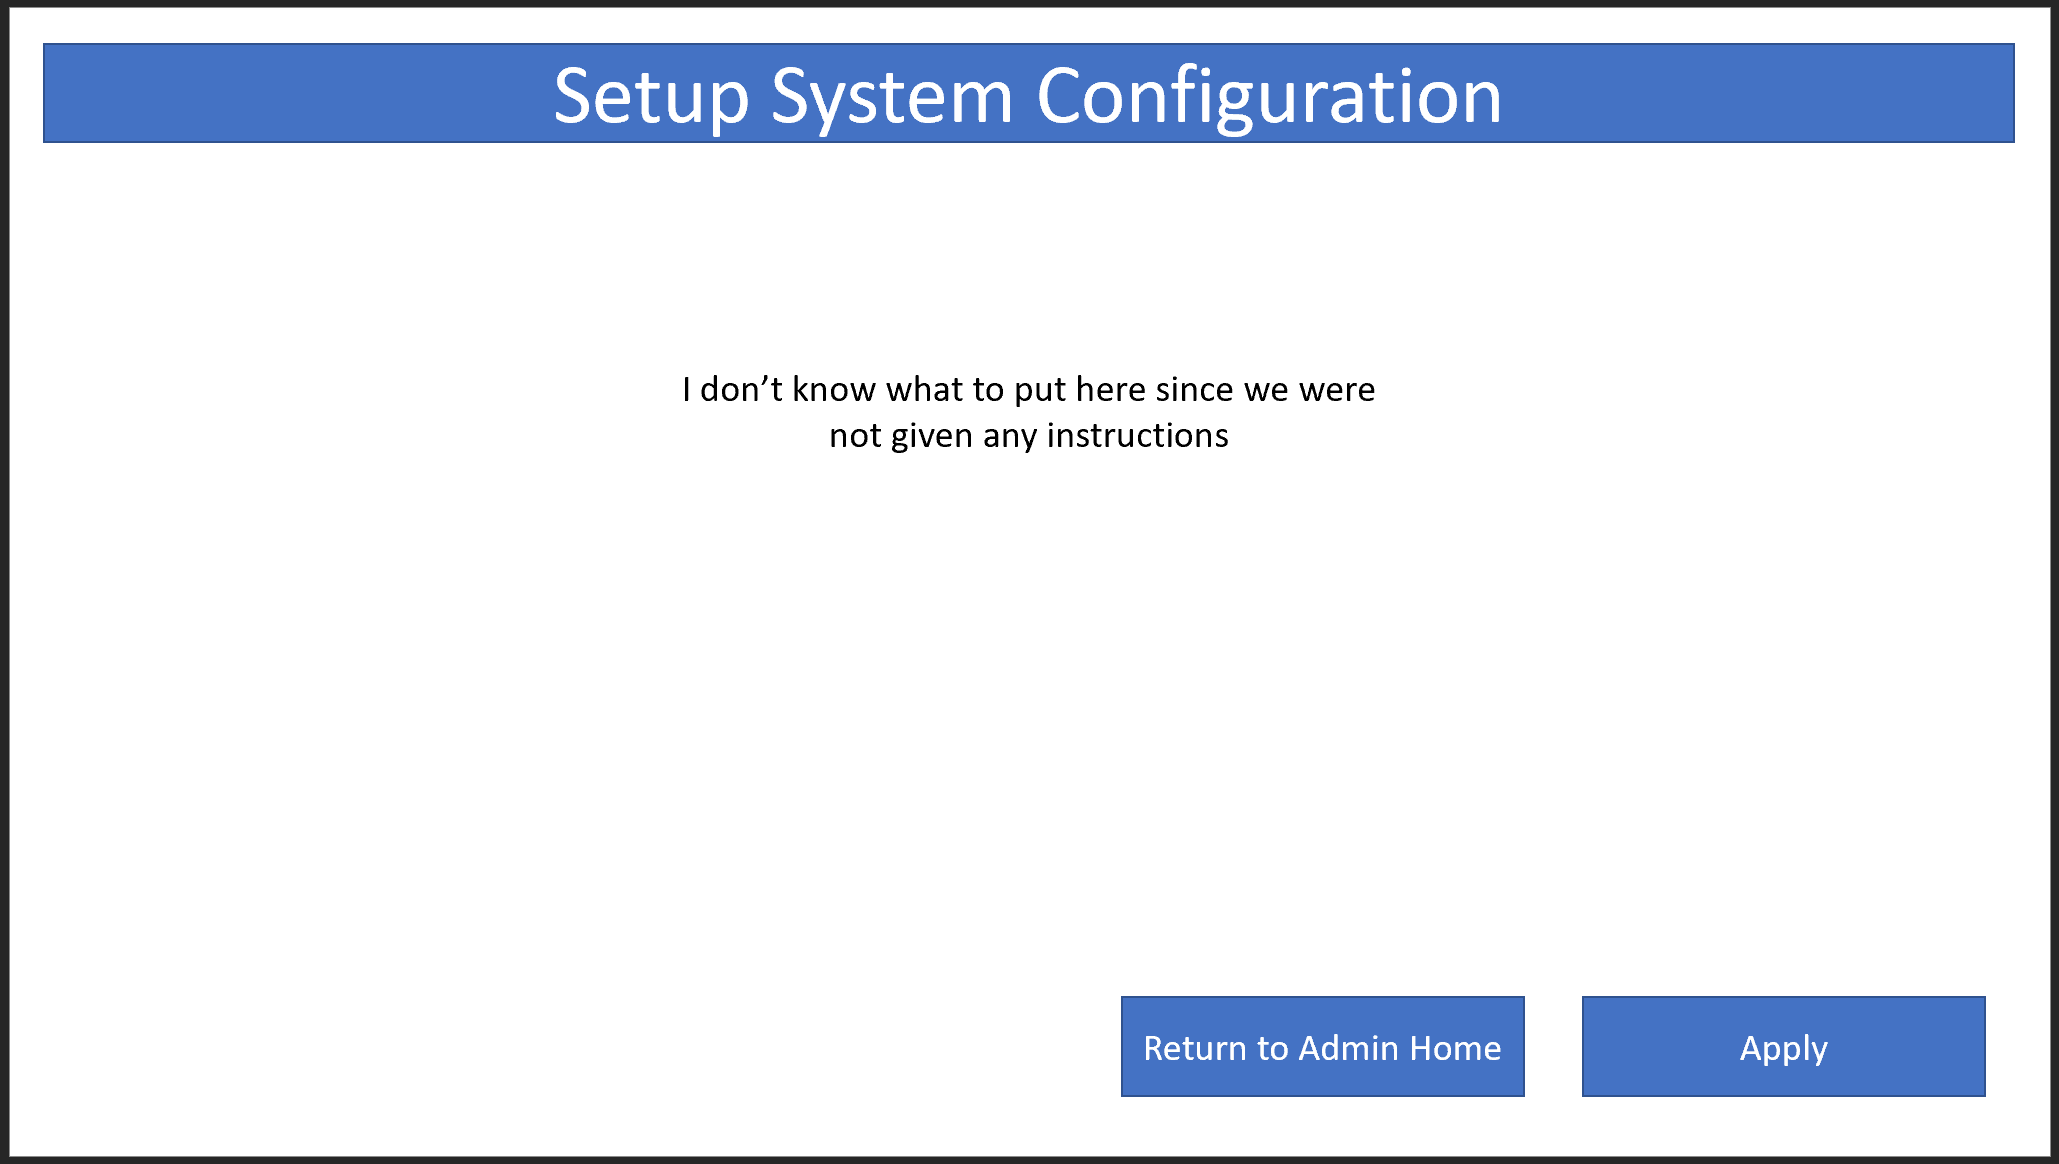 Setup System Configuration
I don’t know what to put here since we were
not given any instructions
Return to Admin Home
Apply